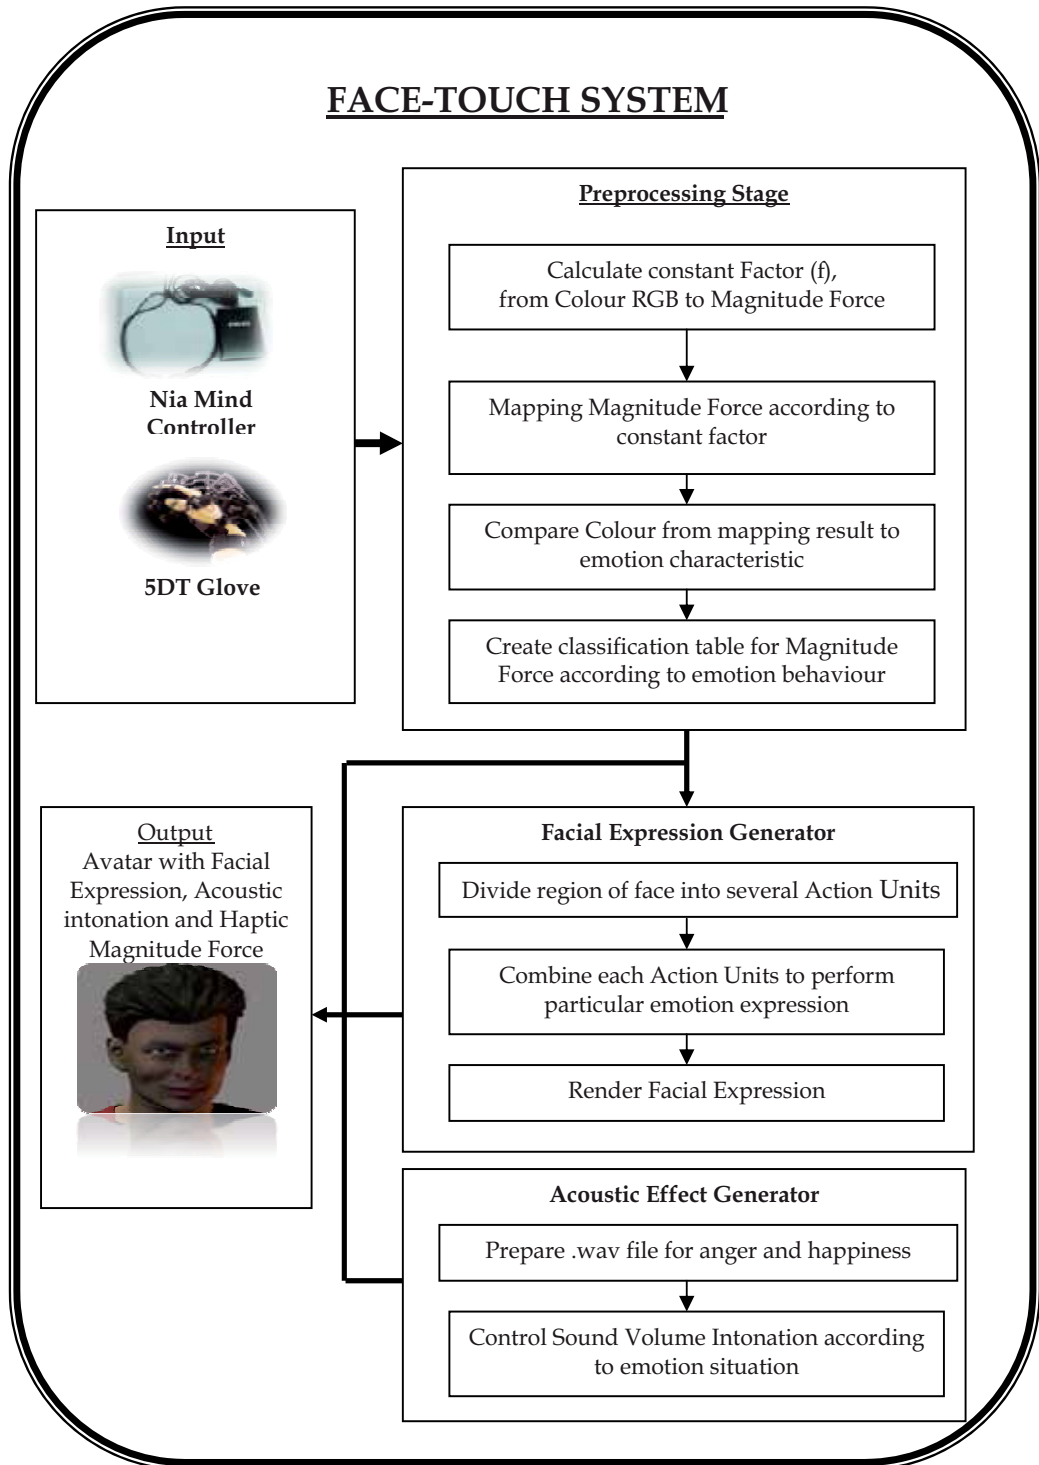 FACE-TOUCH SYSTEM
Input
Nia Mind
Controller
5DT Glove
Preprocessing Stage
Calculate constant Factor (f),
from Colour RGB to Magnitude Force
Mapping Magnitude Force according to
constant factor
Compare Colour from mapping result to
emotion characteristic
Create classification table for Magnitude
Force according to emotion behaviour
Facial Expression Generator
Divide region of face into several Action Units
Combine each Action Units to perform
particular emotion expression
Render Facial Expression
Acoustic Effect Generator
Prepare .wav file for anger and happiness
Control Sound Volume Intonation according
to emotion situation
Output
Avatar with Facial
Expression, Acoustic
intonation and Haptic
Magnitude Force